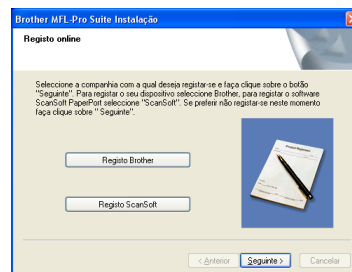 Brother MFL-Pro Suite Instalação
Registo online
Seleccione a companhia com a qual deseja registar-se e faça clique sobre o botão
"Seguinte". Para registar o seu dispositivo seleccione Brother, para registar o software
ScanSoft PaperPort seleccione "ScanSoft". Se preferir não registar-se neste momento
faça clique sobre " Seguinte".
Registo Brother
Registo ScanSoft
< Anterior
Seguinte >
Cancelar